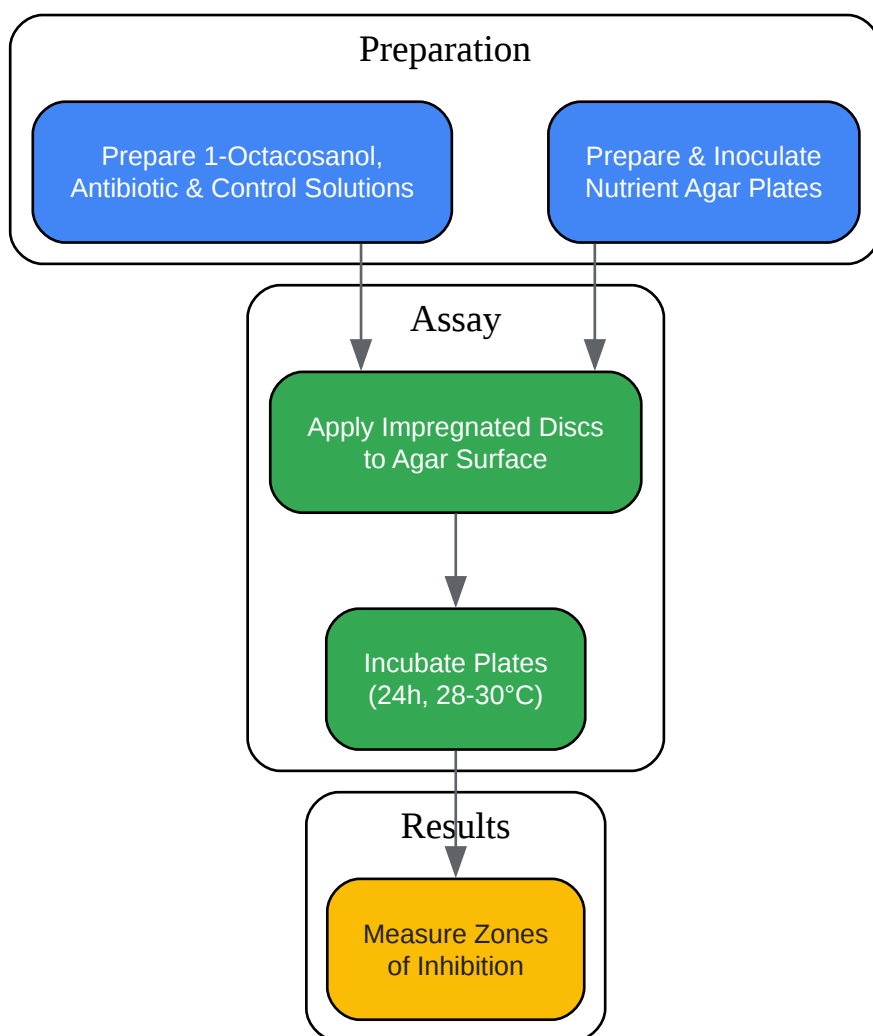 Preparation
Prepare 1-Octacosanol,
Antibiotic & Control Solutions
Prepare & Inoculate
Nutrient Agar Plates
Assay
Apply Impregnated Discs
to Agar Surface
Incubate Plates
(24h, 28-30°C)
Results
Measure Zones
of Inhibition